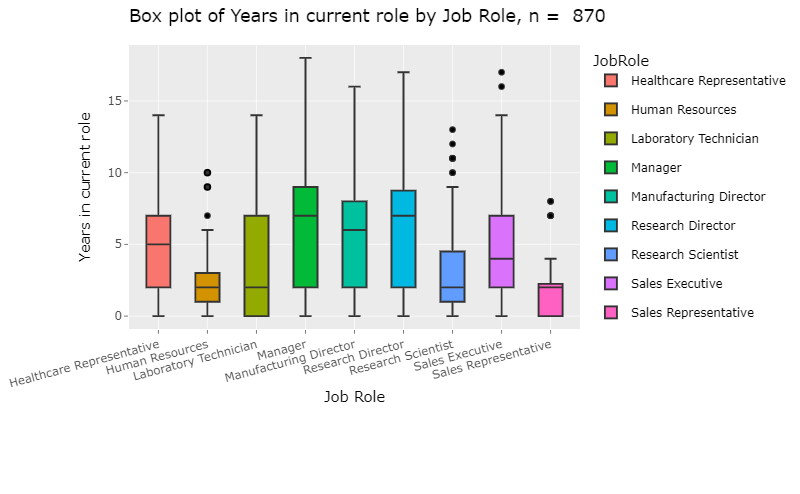 Box plot of Years in current role by Job Role, n =  870
Years in current role
15
10
5
0
Healthcare Representative
Human Resources
Laboratory Technician
Manager
Manufacturing Director
Research Director
Research Scientist
Sales Executive
Sales Representative
Job Role
JobRole
Healthcare Representative
Human Resources
Laboratory Technician
Manager
Manufacturing Director
Research Director
Research Scientist
Sales Executive
Sales Representative